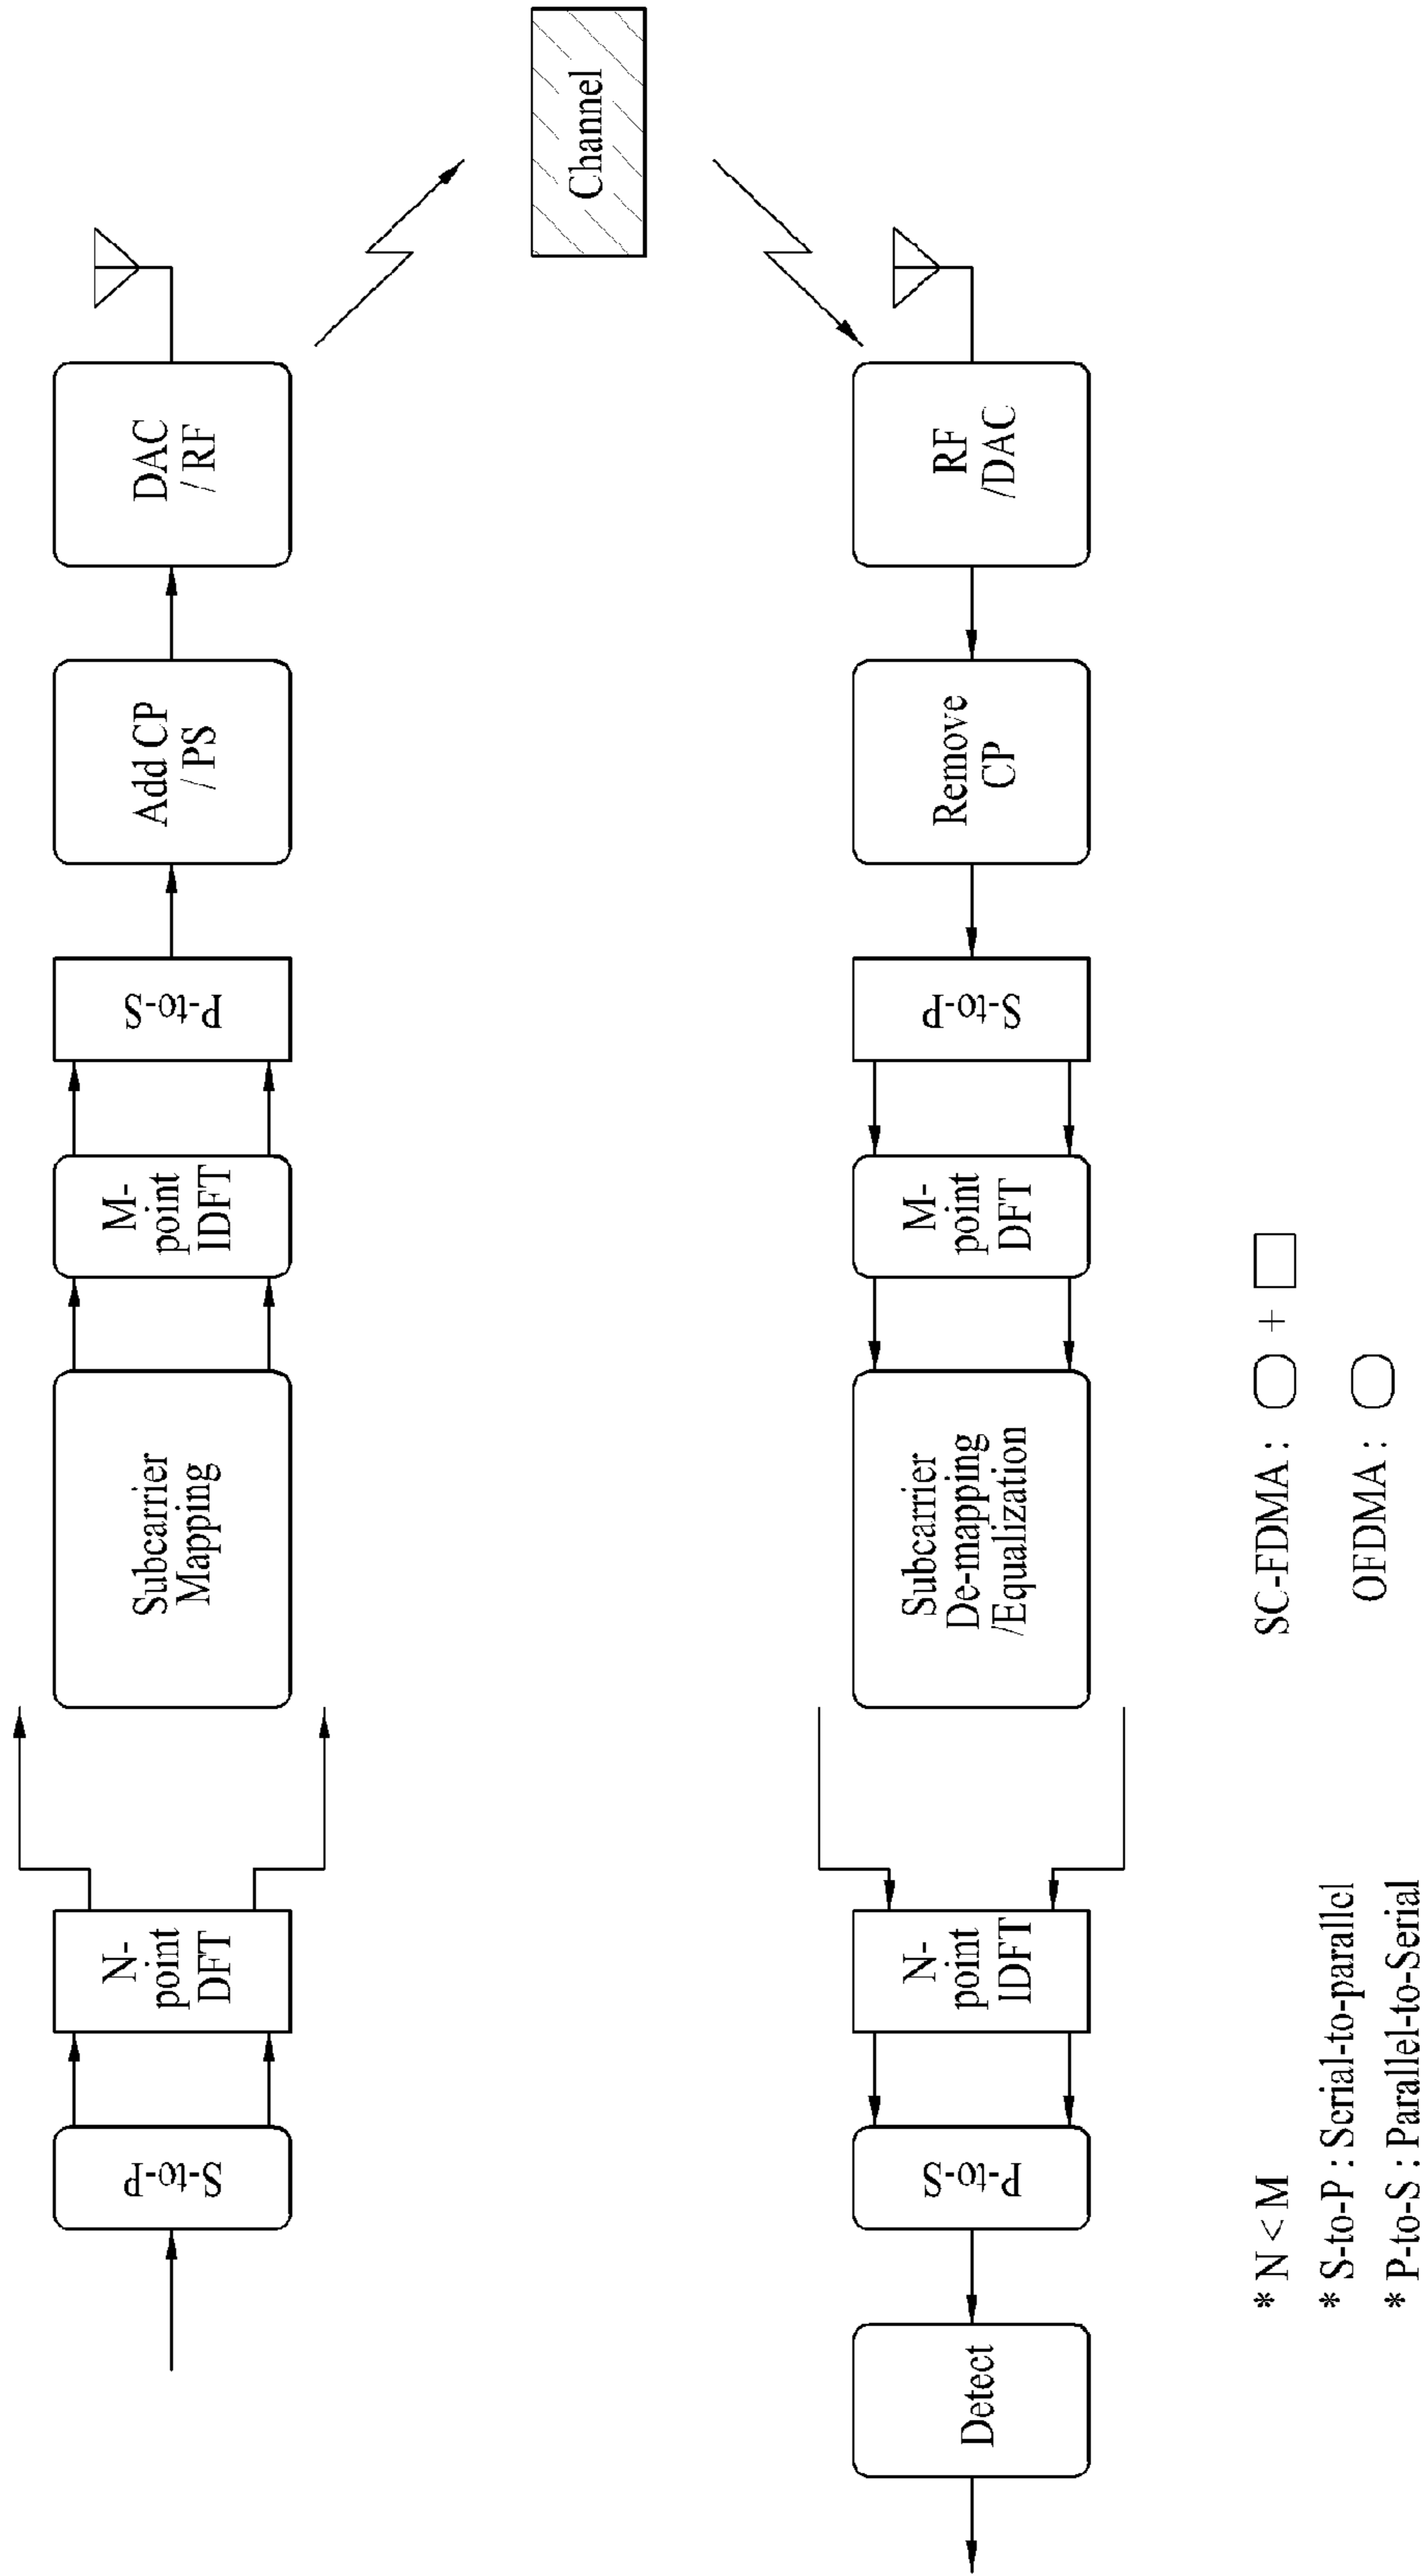 S-to-P
N-
point
DFT
Subcarrier
Mapping
M-
point
IDFT
P-to-S
Add CP
/ PS
DAC
/ RF
Channel
Detect
P-to-S
N-
point
IDFT
Subcarrier
De-mapping
/Equalization
M-
point
DFT
S-to-P
Remove
CP
RF
/DAC
* N < M
* S-to-P : Serial-to-parallel
* P-to-S : Parallel-to-Serial
SC-FDMA : +
OFDMA :